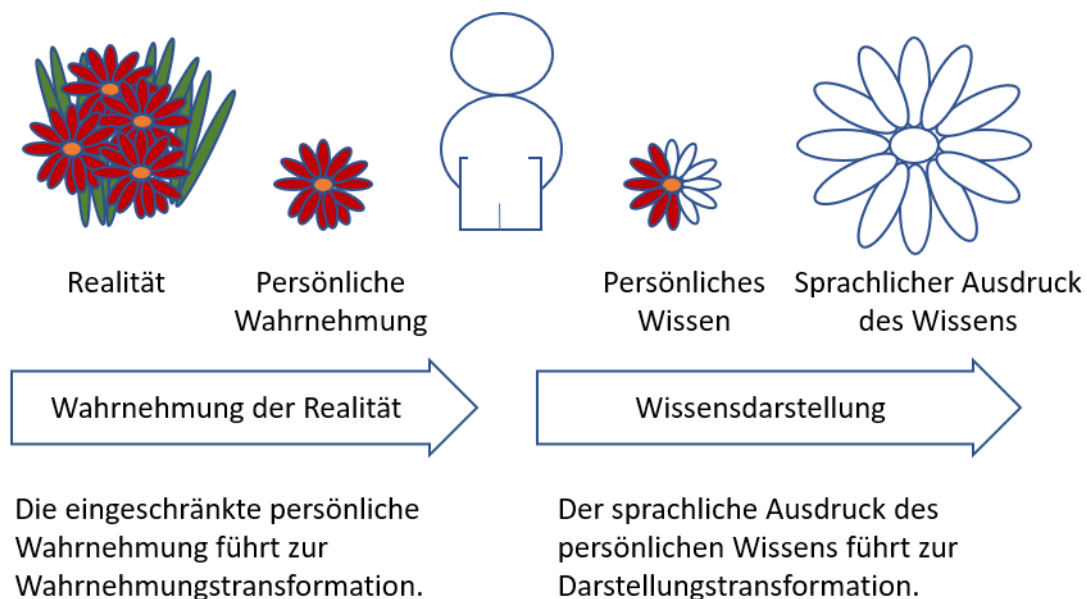 Realität
Persönliche
Wahrnehmung
Persönliches
Wissen
Sprachlicher Ausdruck
des Wissens
Wahrnehmung der Realität
Wissensdarstellung
Die eingeschränkte persönliche
Wahrnehmung führt zur
Wahrnehmungstransformation.
Der sprachliche Ausdruck des
persönlichen Wissens führt zur
Darstellungstransformation.